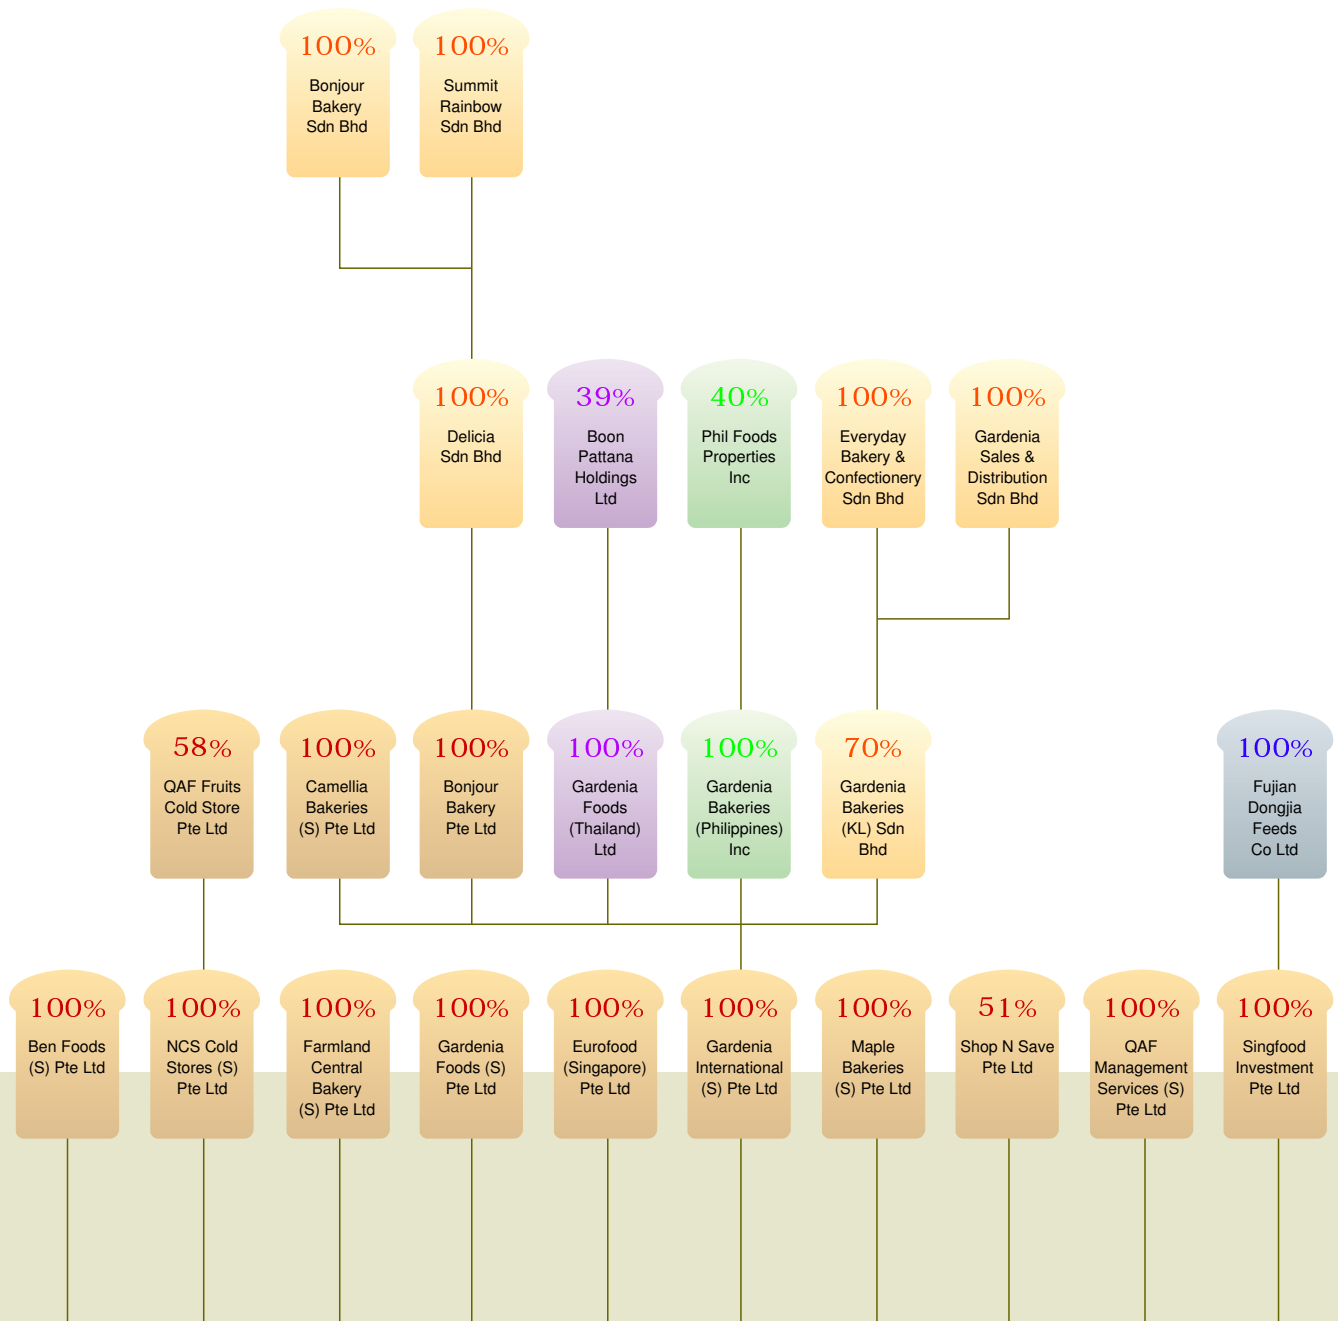 100%
Bonjour
Bakery
Sdn Bhd
100%
Summit
Rainbow
Sdn Bhd
100%
Delicia
Sdn Bhd
39%
Boon
Pattana
Holdings
Ltd
40%
Phil Foods
Properties
Inc
100%
Everyday
Bakery &
Confectionery
Sdn Bhd
100%
Gardenia
Sales &
Distribution
Sdn Bhd
58%
QAF Fruits
Cold Store
Pte Ltd
100%
Camellia
Bakeries
(S) Pte Ltd
100%
Bonjour
Bakery
Pte Ltd
100%
Gardenia
Foods
(Thailand)
Ltd
100%
Gardenia
Bakeries
(Philippines)
Inc
70%
Gardenia
Bakeries
(KL) Sdn
Bhd
100%
Fujian
Dongjia
Feeds
Co Ltd
100%
Ben Foods
(S) Pte Ltd
100%
NCS Cold
Stores (S)
Pte Ltd
100%
Farmland
Central
Bakery
(S) Pte Ltd
100%
Gardenia
Foods (S)
Pte Ltd
100%
Eurofood
(Singapore)
Pte Ltd
100%
Gardenia
International
(S) Pte Ltd
100%
Maple
Bakeries
(S) Pte Ltd
51%
Shop N Save
Pte Ltd
100%
QAF
Management
Services (S)
Pte Ltd
100%
Singfood
Investment
Pte Ltd